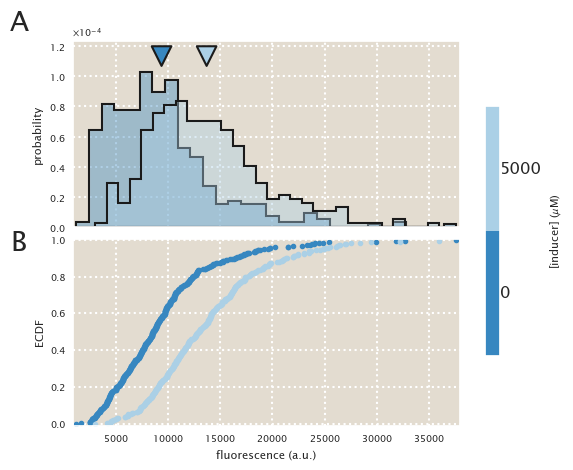 A
×10⁻⁴
1.2
1.0
0.8
0.6
0.4
0.2
0.0
probability
B
1.0
0.8
0.6
0.4
0.2
0.0
ECDF
5000 10000 15000 20000 25000 30000 35000
fluorescence (a.u.)
5000
0
[inducer] (μM)